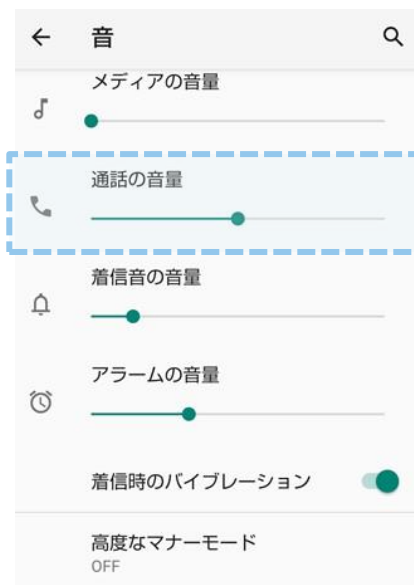 音
メディアの音量
通話の音量
着信音の音量
アラームの音量
着信時のバイブレーション
高度なマナーモード
OFF